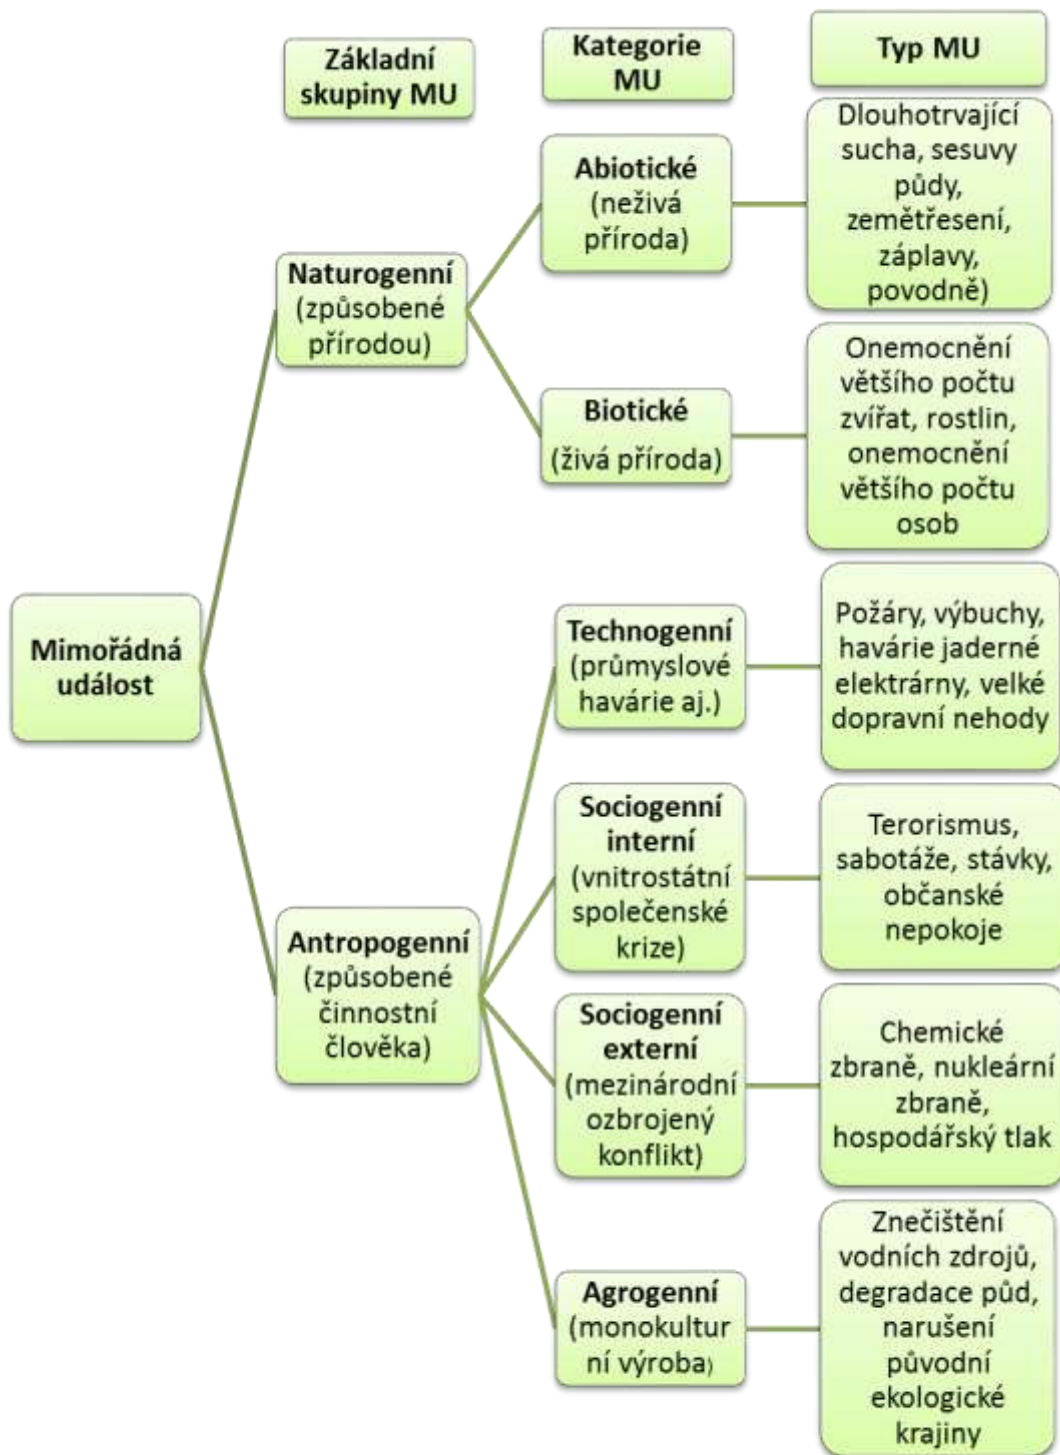 Základní
skupiny MU
Kategorie
MU
Typ MU
Mimořádná
událost
Naturogenní
(způsobené
přírodou)
Abiotické
(neživá
příroda)
Dlouhotrvající
sucha, sesuvy
půdy,
zemětřesení,
záplavy,
povodně)
Biotické
(živá příroda)
Onemocnění
většího počtu
zvířat, rostlin,
onemocnění
většího počtu
osob
Antropogenní
(způsobené
činnostní
člověka)
Technogenní
(průmyslové
havárie aj.)
Požáry, výbuchy,
havárie jaderné
elektrárny, velké
dopravní nehody
Sociogenní
interní
(vnitrostátní
společenské
krize)
Terorismus,
sabotáže, stávky,
občanské
nepokoje
Sociogenní
externí
(mezinárodní
ozbrojený
konflikt)
Chemické
zbraně, nukleární
zbraně,
hospodářský tlak
Agrogenní
(monokultur
ní výroba)
Znečištění
vodních zdrojů,
degradace půd,
narušení
původní
ekologické
krajiny